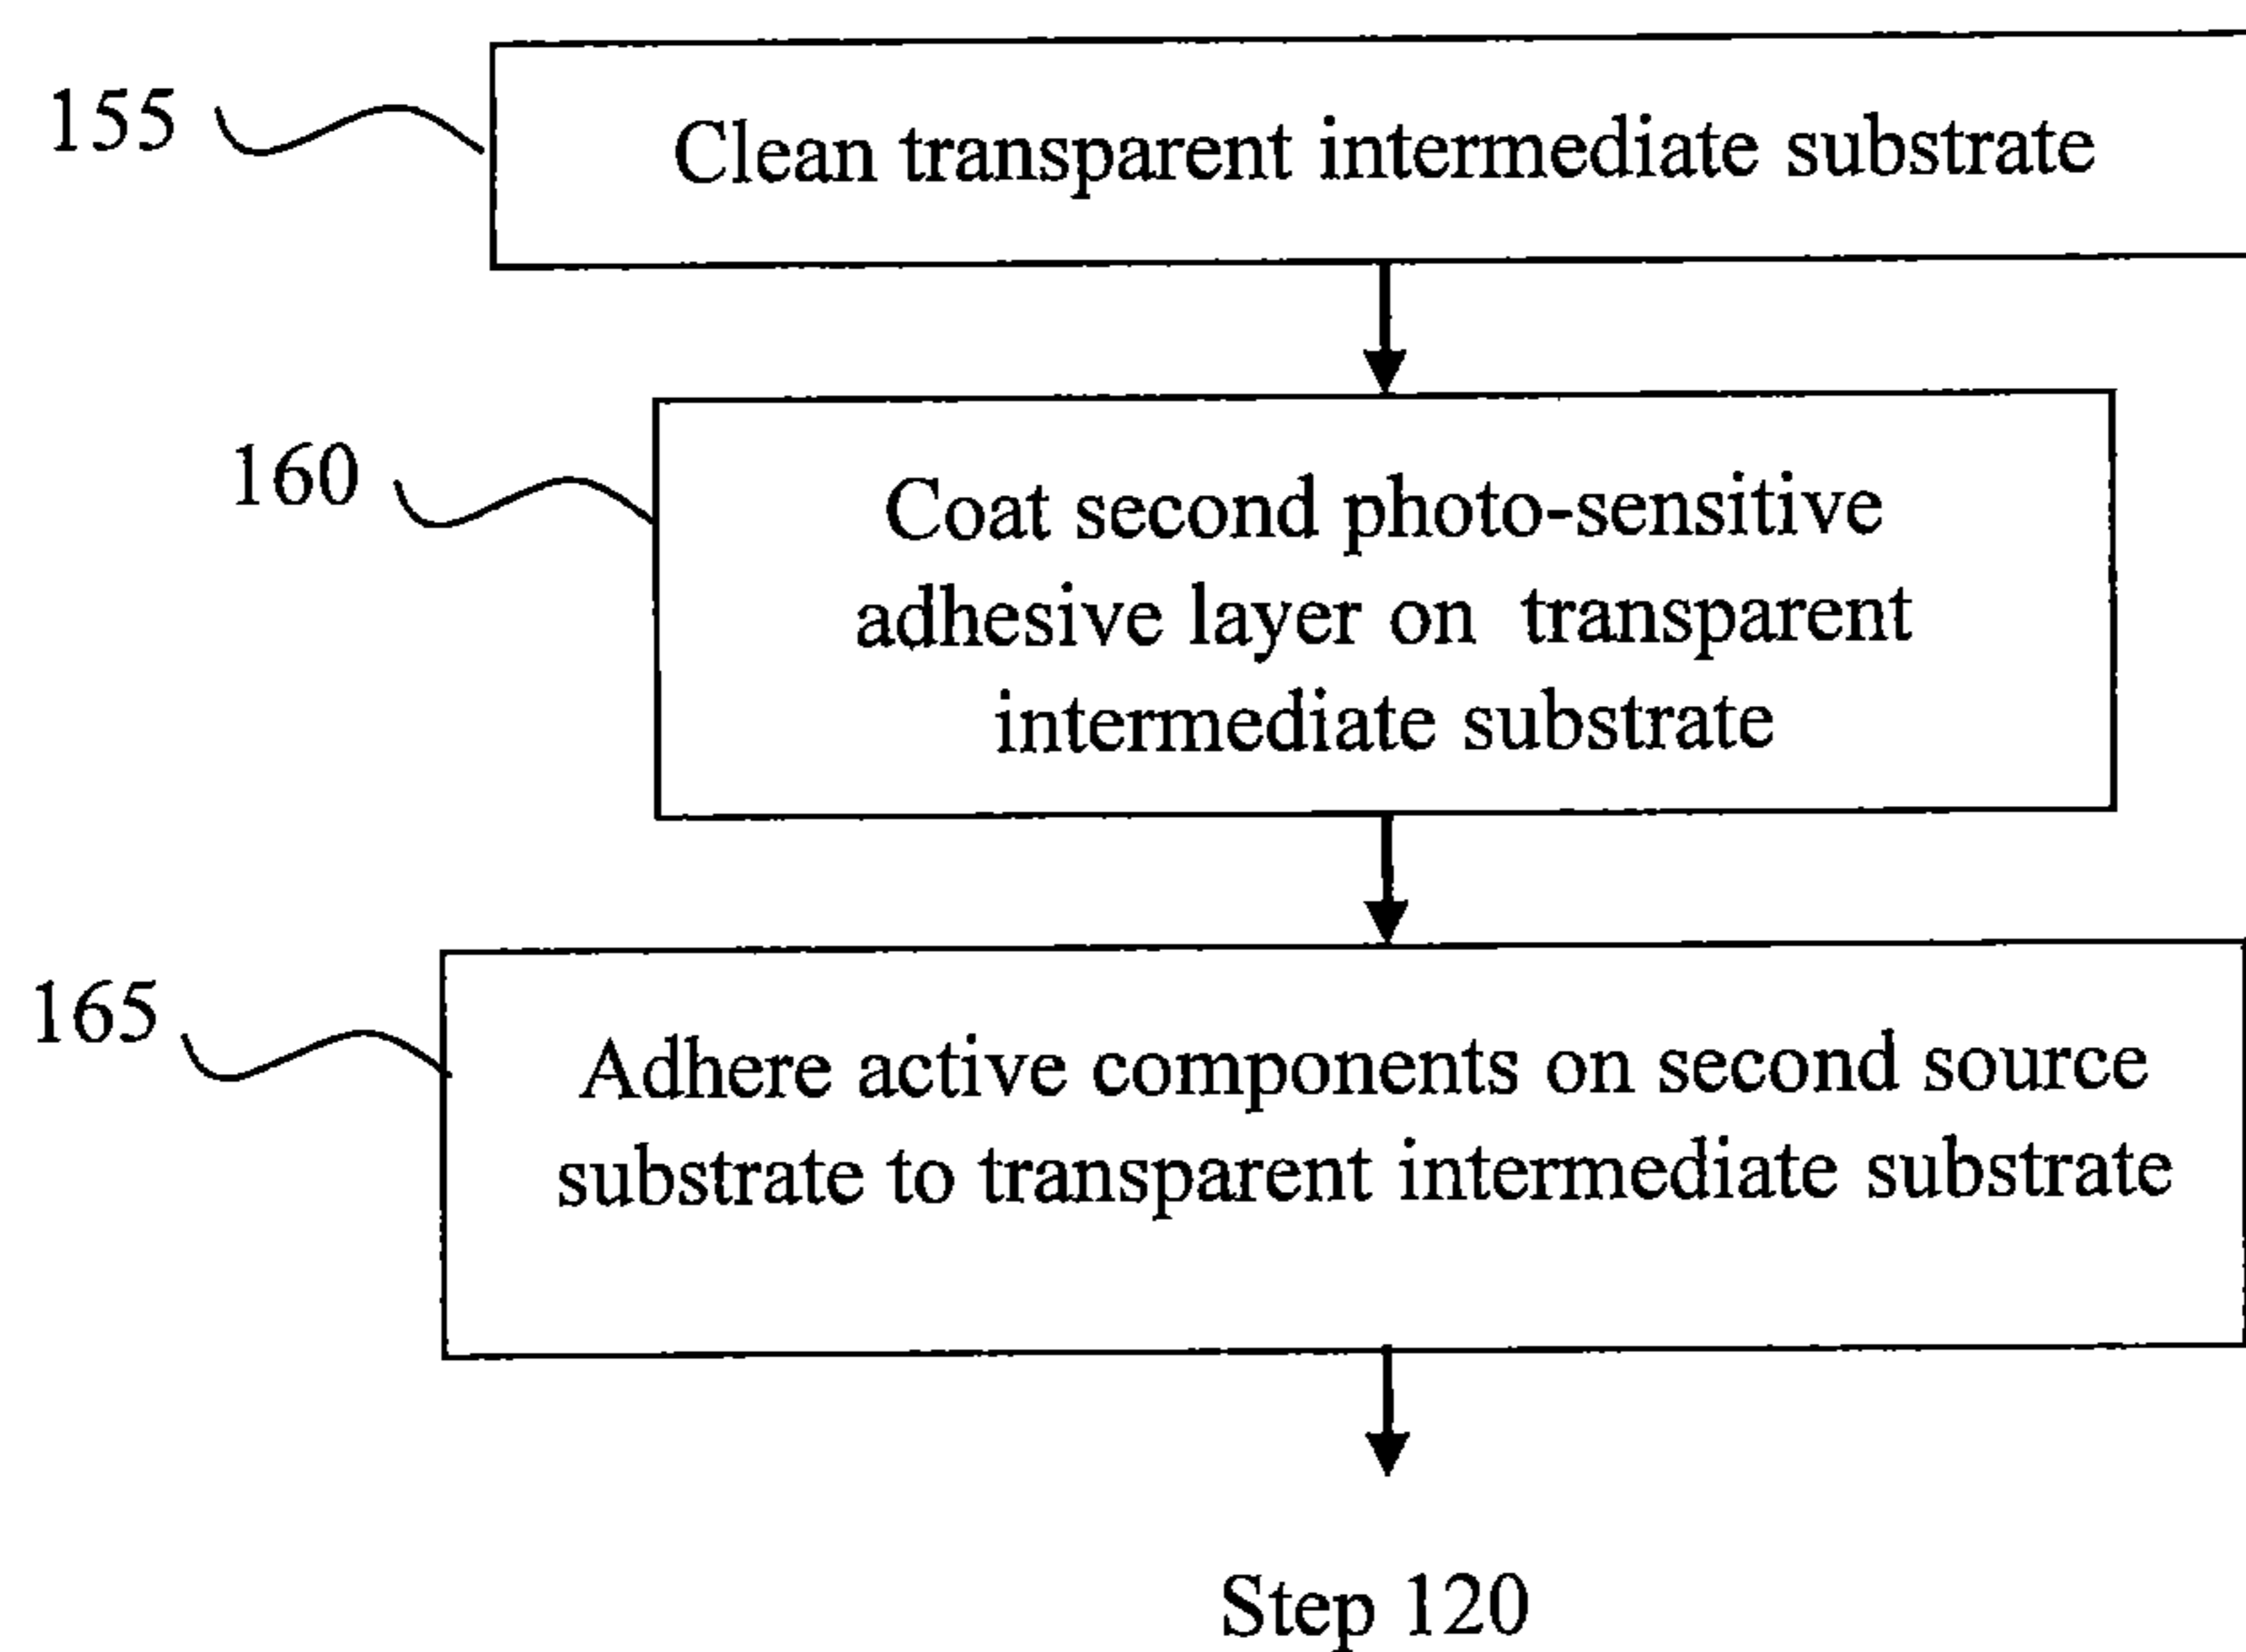 155
Clean transparent intermediate substrate
160
Coat second photo-sensitive
adhesive layer on transparent
intermediate substrate
165
Adhere active components on second source
substrate to transparent intermediate substrate
Step 120